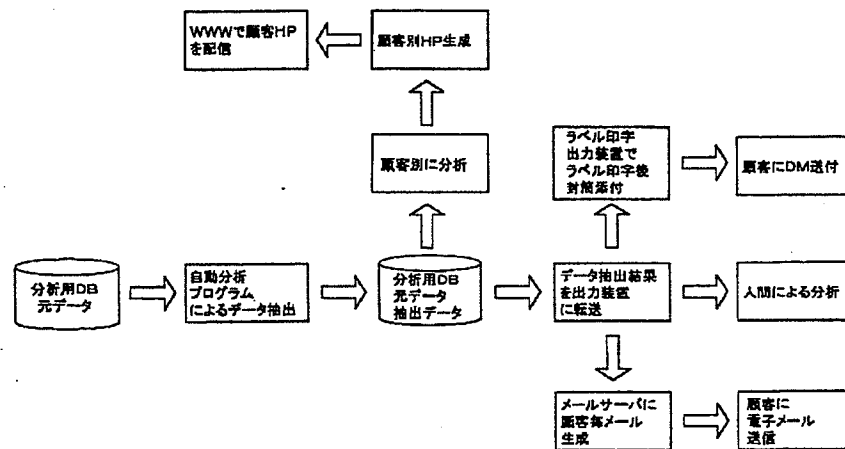 WWWで顧客HP
を配信
顧客別HP生成
顧客別に分析
ラベル印字
出力装置で
ラベル印字後
封筒添付
顧客にDM送付
分析用DB
元データ
自動分析
プログラム
によるデータ抽出
分析用DB
元データ
抽出データ
データ抽出結果
を出力装置
に転送
人間による分析
メールサーバに
顧客毎メール
生成
顧客に
電子メール
送信